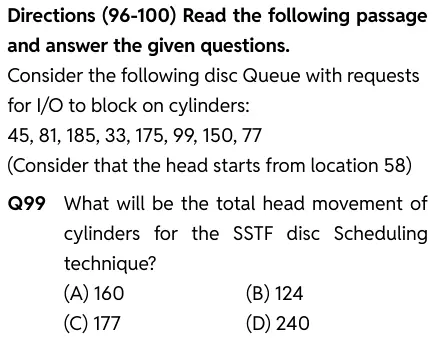 Directions (96-100) Read the following passage
and answer the given questions.
Consider the following disc Queue with requests
for I/O to block on cylinders:
45, 81, 185, 33, 175, 99, 150, 77
(Consider that the head starts from location 58)
Q99 What will be the total head movement of
cylinders for the SSTF disc Scheduling
technique?
(A) 160 (B) 124
(C) 177 (D) 240